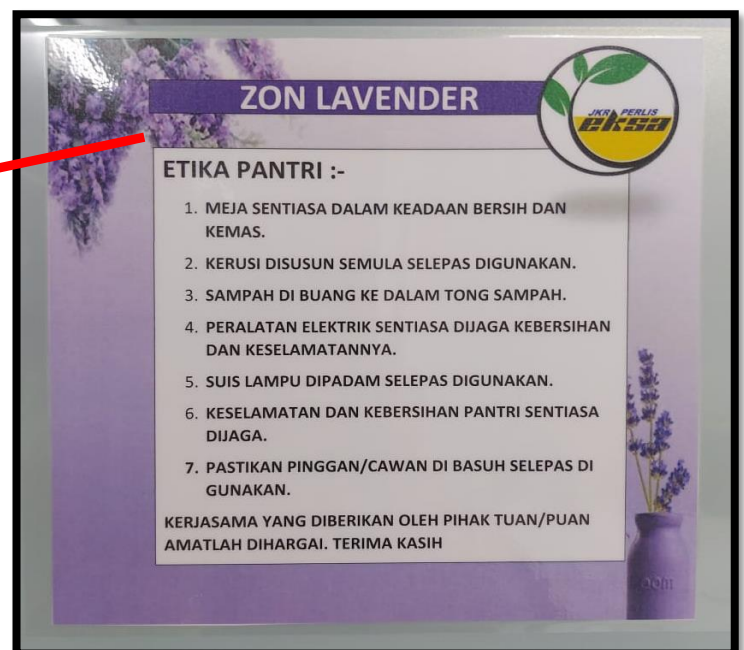 ZON LAVENDER
JKR PERLIS
eksa
ETIKA PANTRI :-
1. MEJA SENTIASA DALAM KEADAAN BERSIH DAN
KEMAS.
2. KERUSI DISUSUN SEMULA SELEPAS DIGUNAKAN.
3. SAMPAH DI BUANG KE DALAM TONG SAMPAH.
4. PERALATAN ELEKTRIK SENTIASA DIJAGA KEBERSIHAN
DAN KESELAMATANNYA.
5. SUIS LAMPU DIPADAM SELEPAS DIGUNAKAN.
6. KESELAMATAN DAN KEBERSIHAN PANTRI SENTIASA
DIJAGA.
7. PASTIKAN PINGGAN/CAWAN DI BASUH SELEPAS DI
GUNAKAN.
KERJASAMA YANG DIBERIKAN OLEH PIHAK TUAN/PUAN
AMATLAH DIHARGAI. TERIMA KASIH